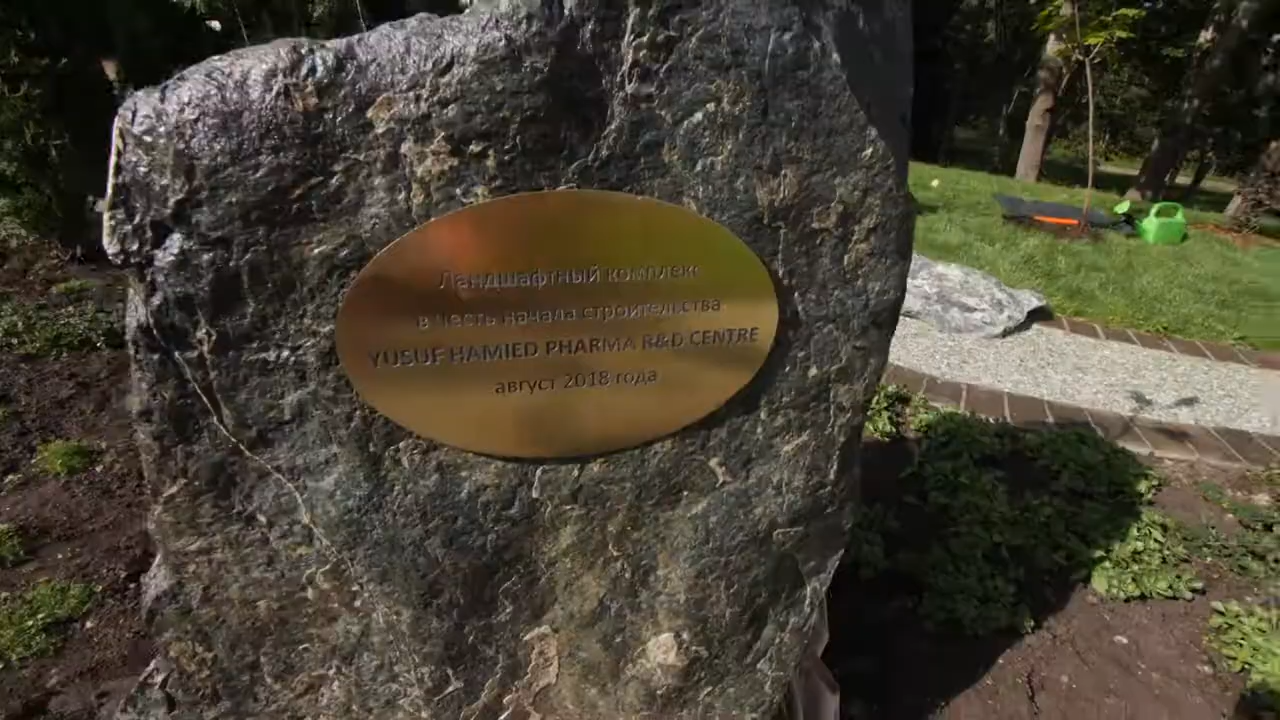 Ландшафтный комплекс
в честь начала строительства
YUSUF HAMIED PHARMA R&D CENTRE
август 2018 года